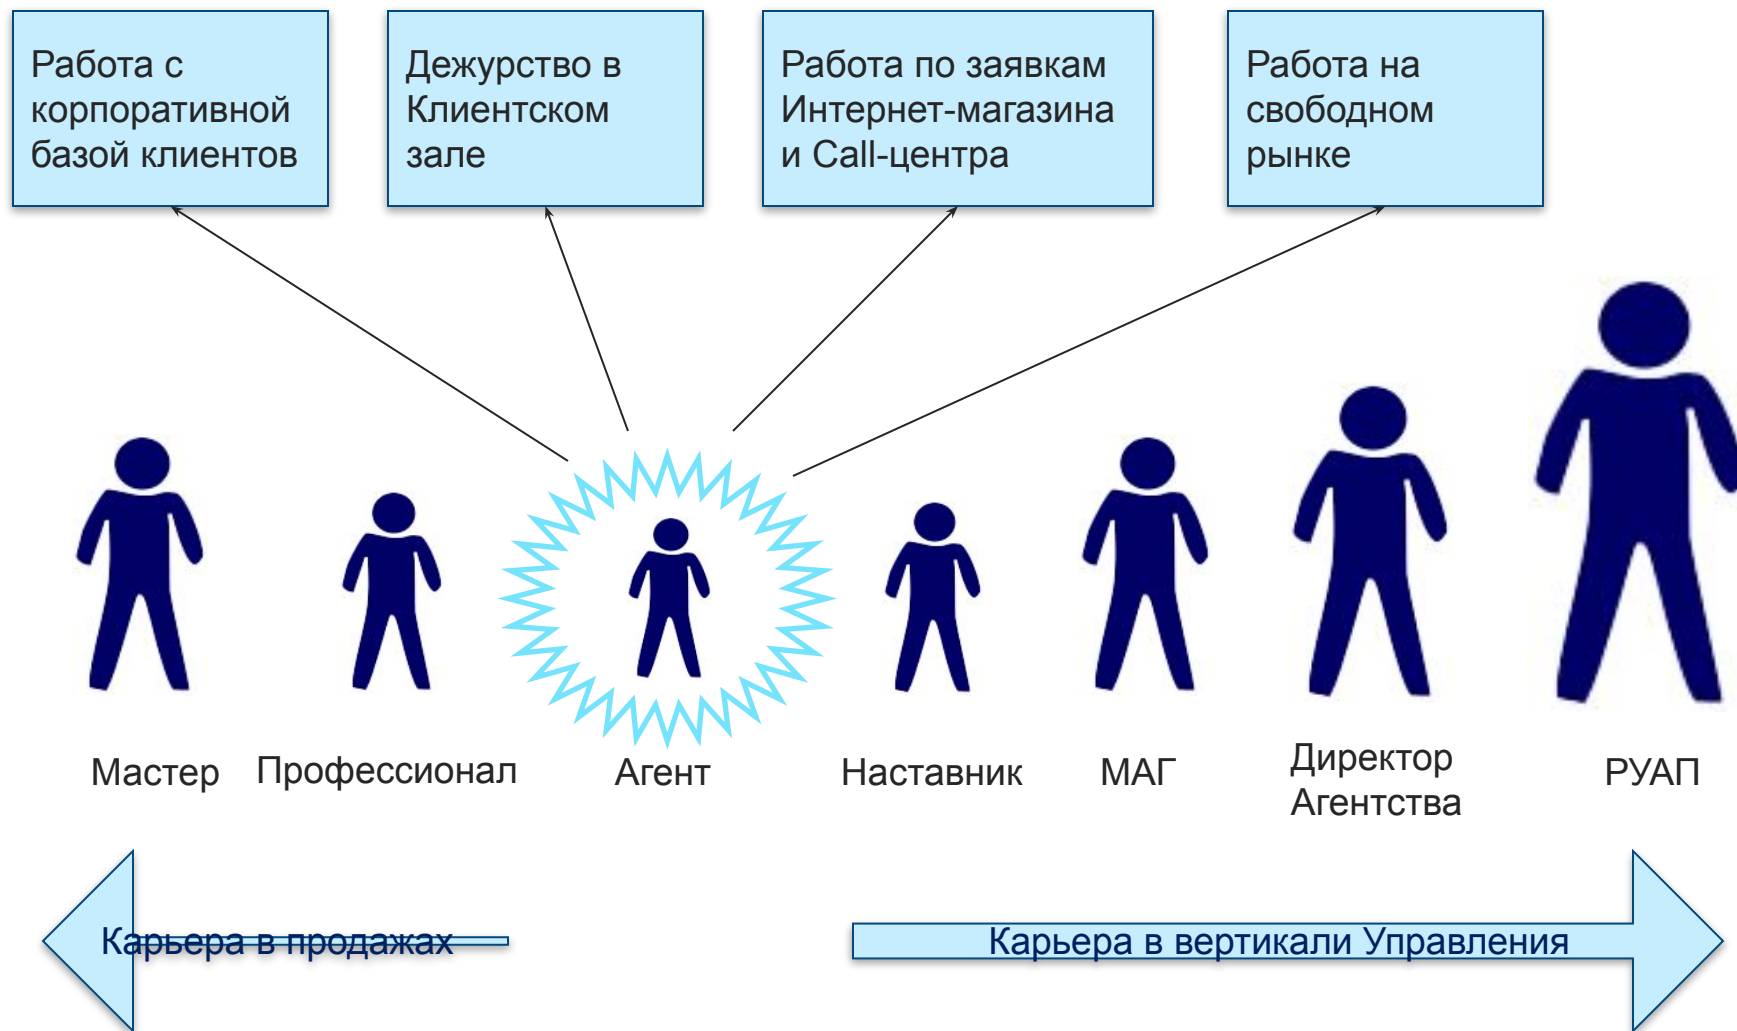 Работа с
корпоративной
базой клиентов
Дежурство в
Клиентском
зале
Работа по заявкам
Интернет-магазина
и Call-центра
Работа на
свободном
рынке
Мастер
Профессионал
Агент
Наставник
МАГ
Директор
Агентства
РУАП
Карьера в продажах
Карьера в вертикали Управления